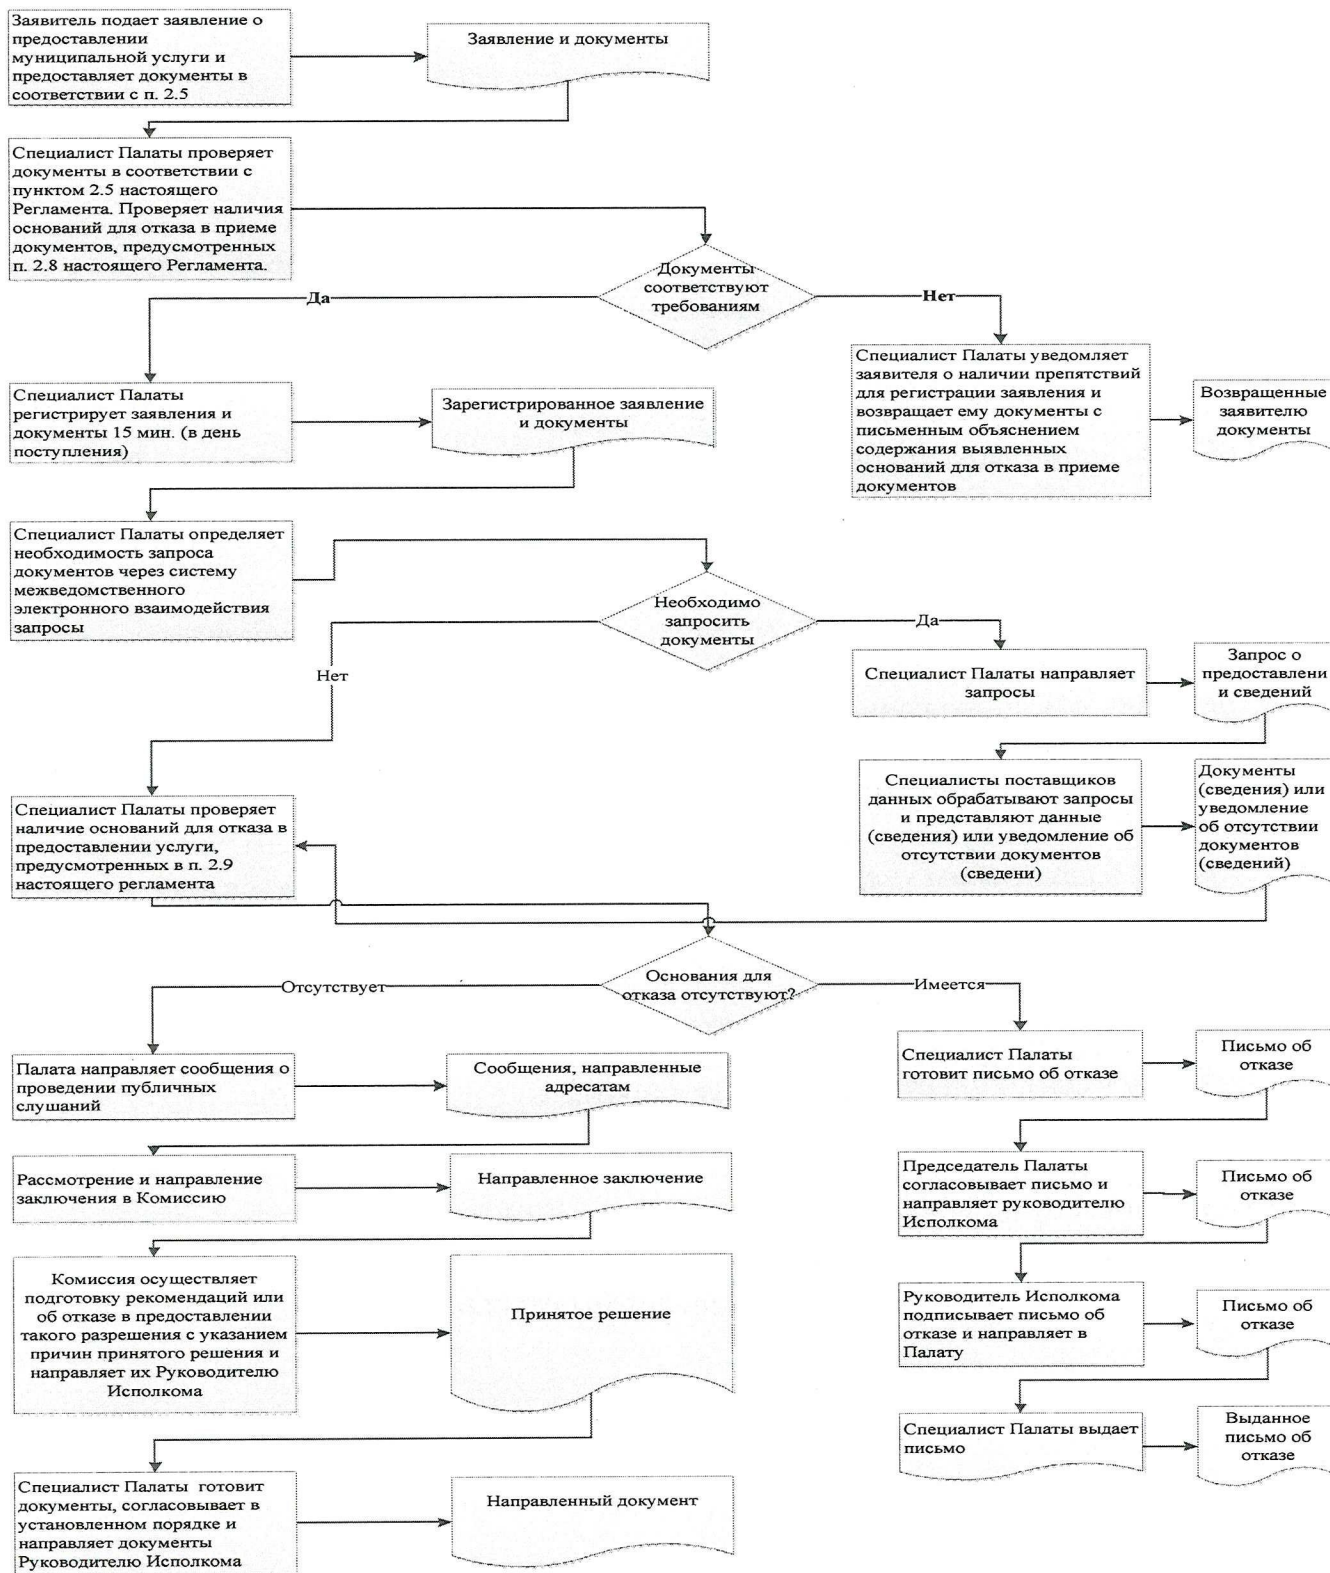 Заявитель подает заявление о
предоставлении
муниципальной услуги и
предоставляет документы в
соответствии с п. 2.5
Заявление и документы
Специалист Палаты проверяет
документы в соответствии с
пунктом 2.5 настоящего
Регламента. Проверяет наличия
оснований для отказа в приеме
документов, предусмотренных
п. 2.8 настоящего Регламента.
Документы
соответствуют
требованиям
Да
Нет
Специалист Палаты
регистрирует заявления и
документы 15 мин. (в день
поступления)
Зарегистрированное заявление
и документы
Специалист Палаты уведомляет
заявителя о наличии препятствий
для регистрации заявления и
возвращает ему документы с
письменным объяснением
содержания выявленных
оснований для отказа в приеме
документов
Возвращенные
заявителю
документы
Специалист Палаты определяет
необходимость запроса
документов через систему
межведомственного
электронного взаимодействия
запросы
Необходимо
запросить
документы
Да
Нет
Специалист Палаты направляет
запросы
Запрос о
предоставлени
и сведений
Специалисты поставщиков
данных обрабатывают запросы
и представляют данные
(сведения) или уведомление об
отсутствии документов
(сведени)
Документы
(сведения) или
уведомление
об отсутствии
документов
(сведений)
Специалист Палаты проверяет
наличие оснований для отказа в
предоставлении услуги,
предусмотренных в п. 2.9
настоящего регламента
Основания для
отказа отсутствуют?
Отсутствует
Имеется
Палата направляет сообщения о
проведении публичных
слушаний
Сообщения, направленные
адресатам
Специалист Палаты
готовит письмо об отказе
Письмо об
отказе
Рассмотрение и направление
заключения в Комиссию
Направленное заключение
Председатель Палаты
согласовывает письмо и
направляет руководителю
Исполкома
Письмо об
отказе
Комиссия осуществляет
подготовку рекомендаций или
об отказе в предоставлении
такого разрешения с указанием
причин принятого решения и
направляет их Руководителю
Исполкома
Принятое решение
Руководитель Исполкома
подписывает письмо об
отказе и направляет в
Палату
Письмо об
отказе
Специалист Палаты выдает
письмо
Выданное
письмо об
отказе
Специалист Палаты  готовит
документы, согласовывает в
установленном порядке и
направляет документы
Руководителю Исполкома
Направленный документ